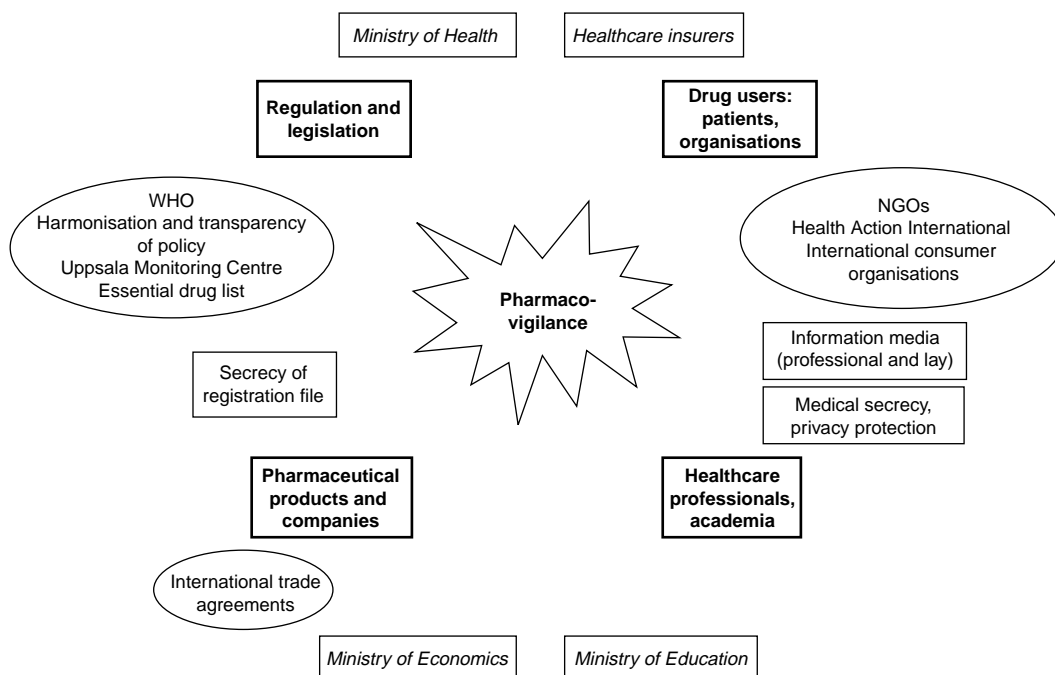 Ministry of Health
Healthcare insurers
Regulation and
legislation
Drug users:
patients,
organisations
WHO
Harmonisation and transparency
of policy
Uppsala Monitoring Centre
Essential drug list
NGOs
Health Action International
International consumer
organisations
Pharmaco-
vigilance
Information media
(professional and lay)
Secrecy of
registration file
Medical secrecy,
privacy protection
Pharmaceutical
products and
companies
Healthcare
professionals,
academia
International trade
agreements
Ministry of Economics
Ministry of Education